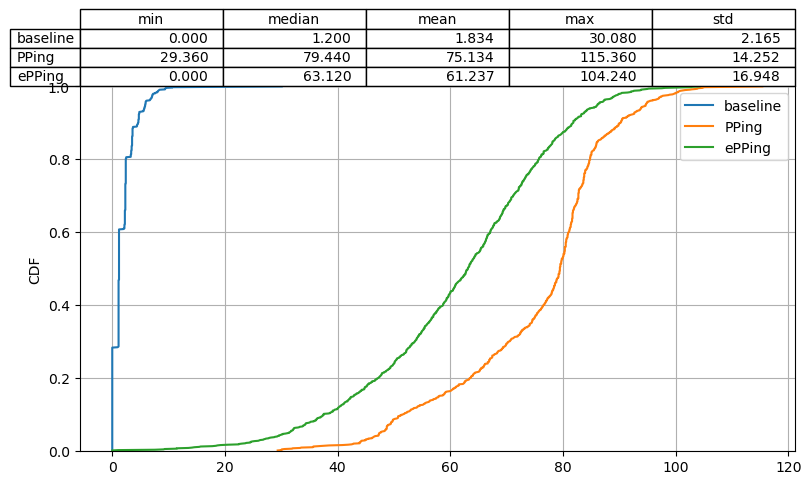 min median mean max std
baseline 0.000 1.200 1.834 30.080 2.165
PPing 29.360 79.440 75.134 115.360 14.252
ePPing 0.000 63.120 61.237 104.240 16.948
1.0
baseline
PPing
ePPing
0.8
0.6
CDF
0.4
0.2
0.0
0 20 40 60 80 100 120